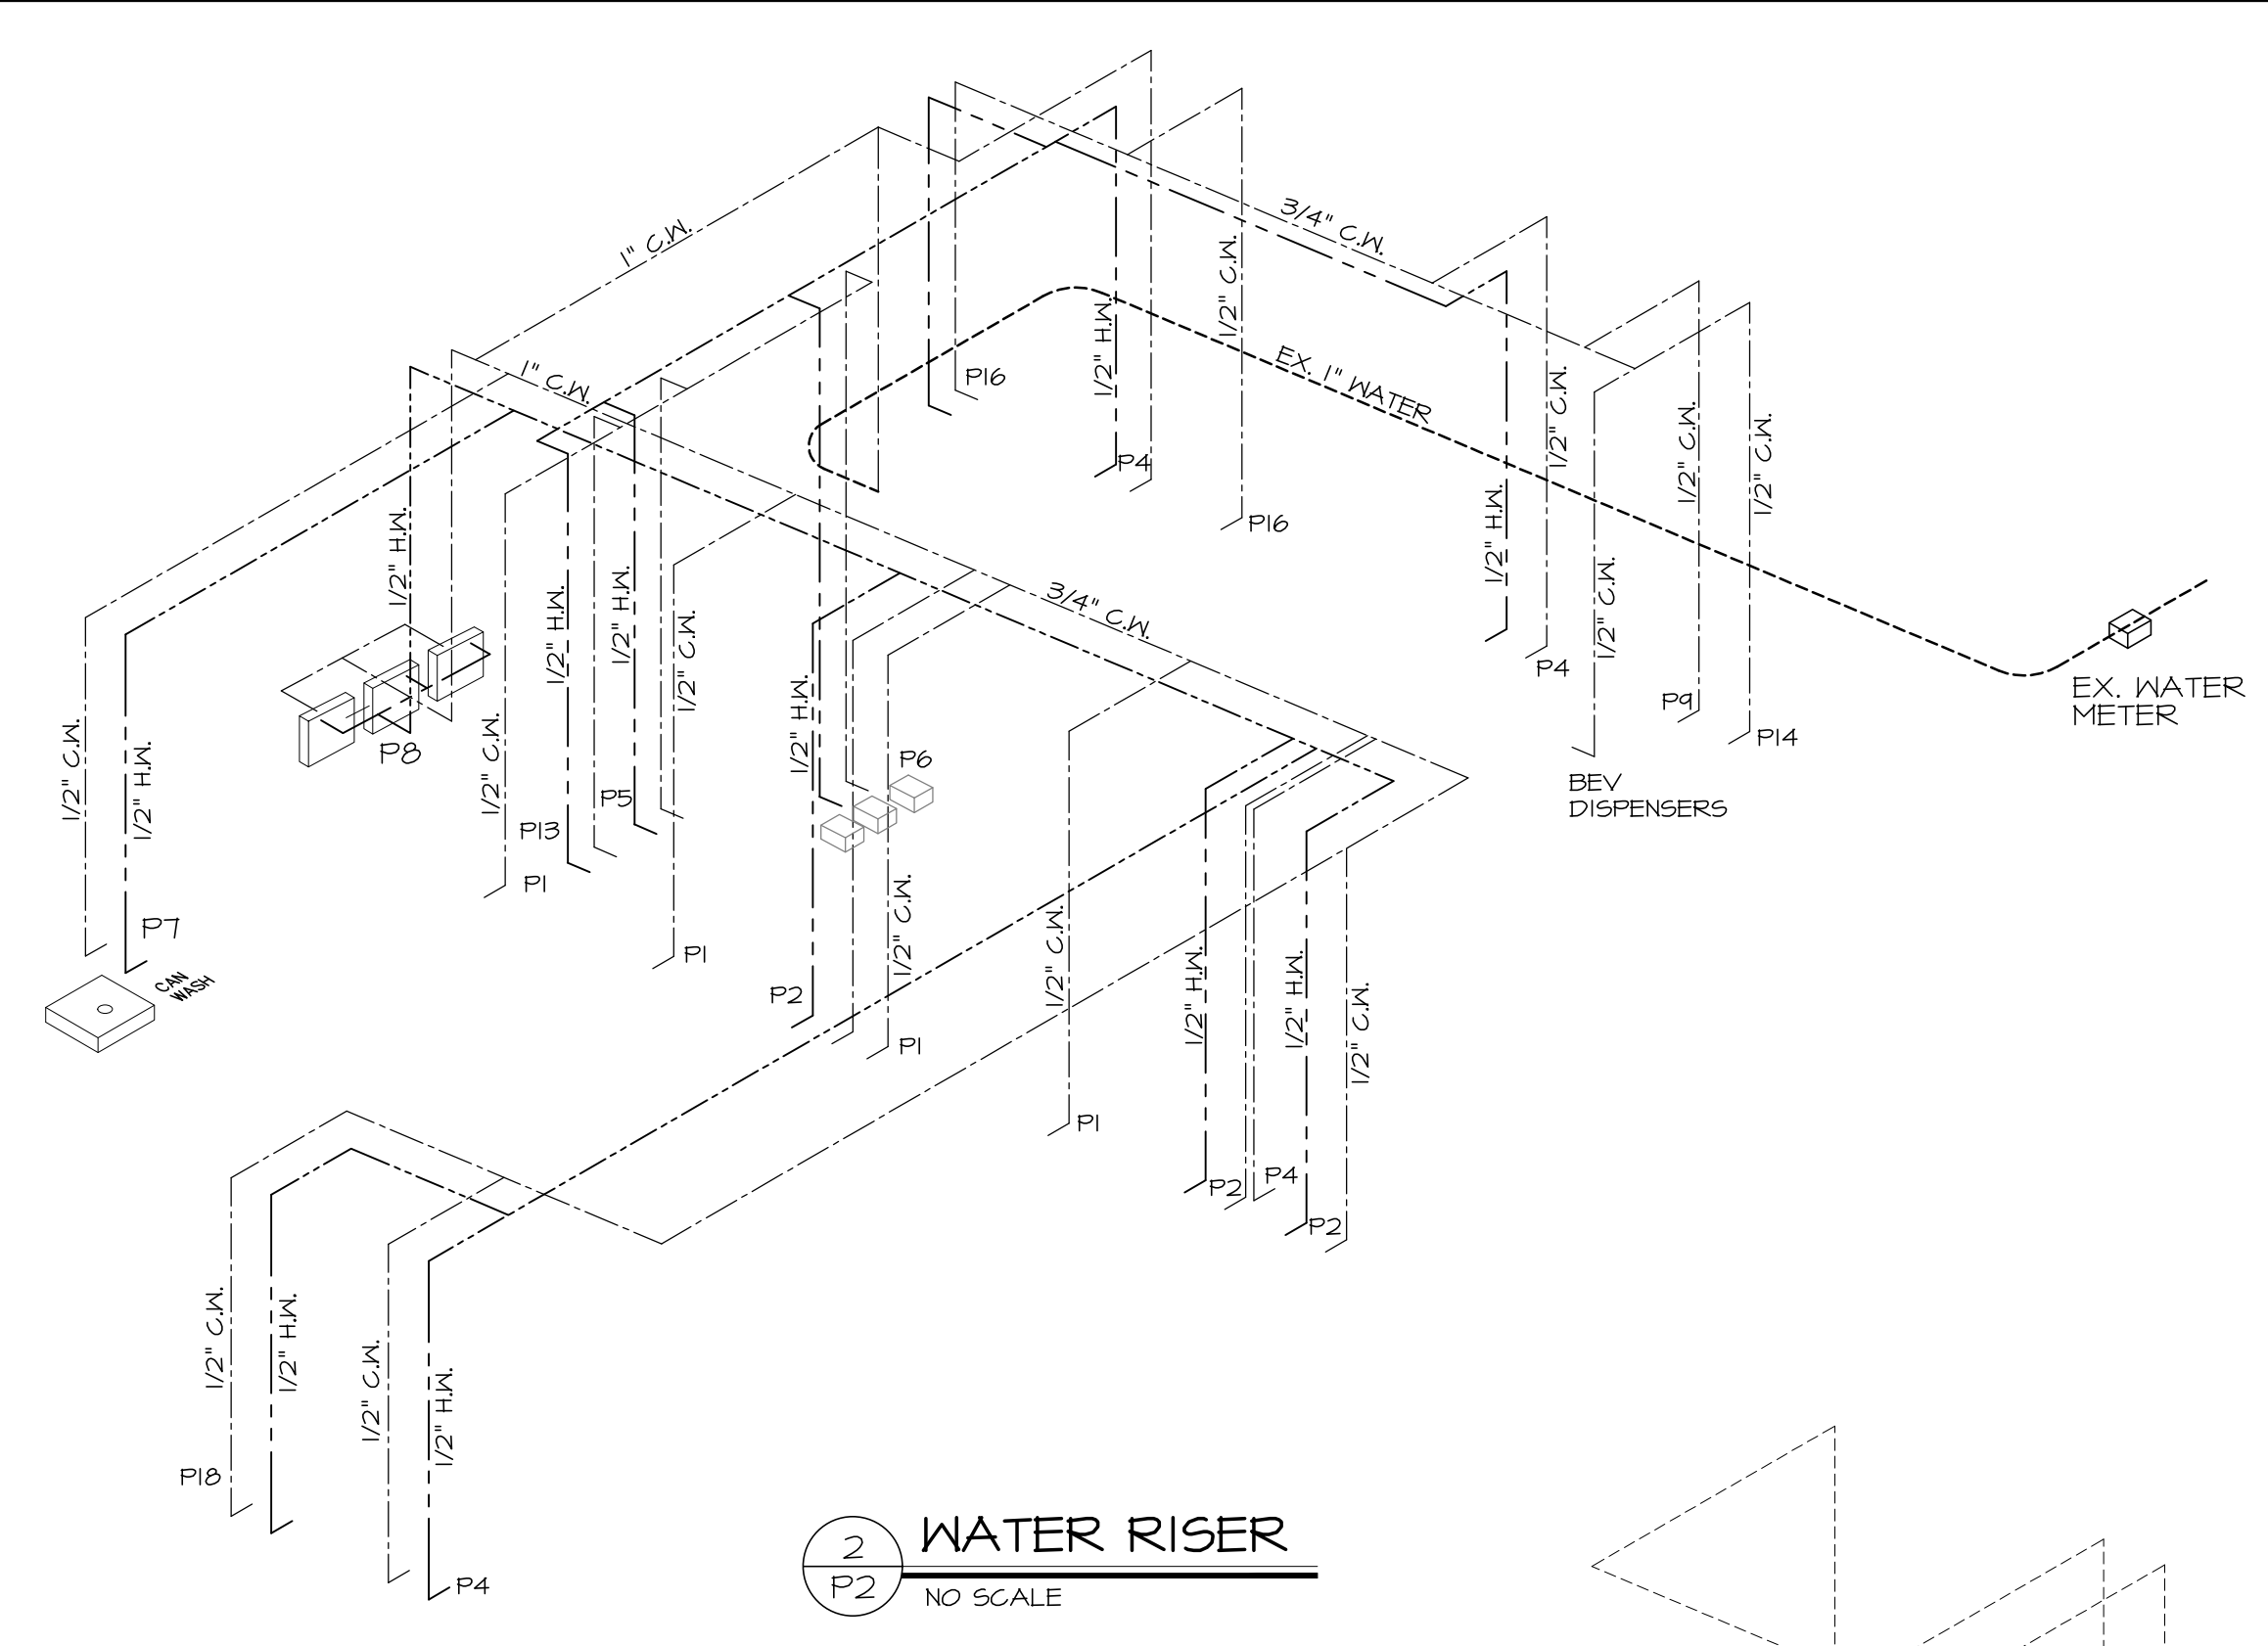 1" C.W.
3/4" C.W.
1/2" C.W.
1/2" H.W.
P16
EX. 1" WATER
1" C.W.
1/2" C.W.
P4
P16
1/2" C.W.
1/2" C.W.
1/2" H.W.
1/2" H.W.
1/2" C.W.
1/2" H.W.
1/2" H.W.
3/4" C.W.
1/2" C.W.
P4
P9
EX. WATER
METER
P14
1/2" C.W.
1/2" H.W.
P8
1/2" C.W.
1/2" H.W.
P6
BEV
DISPENSERS
P5
P13
P1
1/2" C.W.
P7
P1
1/2" C.W.
1/2" H.W.
1/2" H.W.
1/2" C.W.
CAN
WASH
P2
P1
P1
P4
P2
P2
1/2" C.W.
1/2" H.W.
1/2" C.W.
1/2" H.W.
P18
P4
2
P2
WATER RISER
NO SCALE